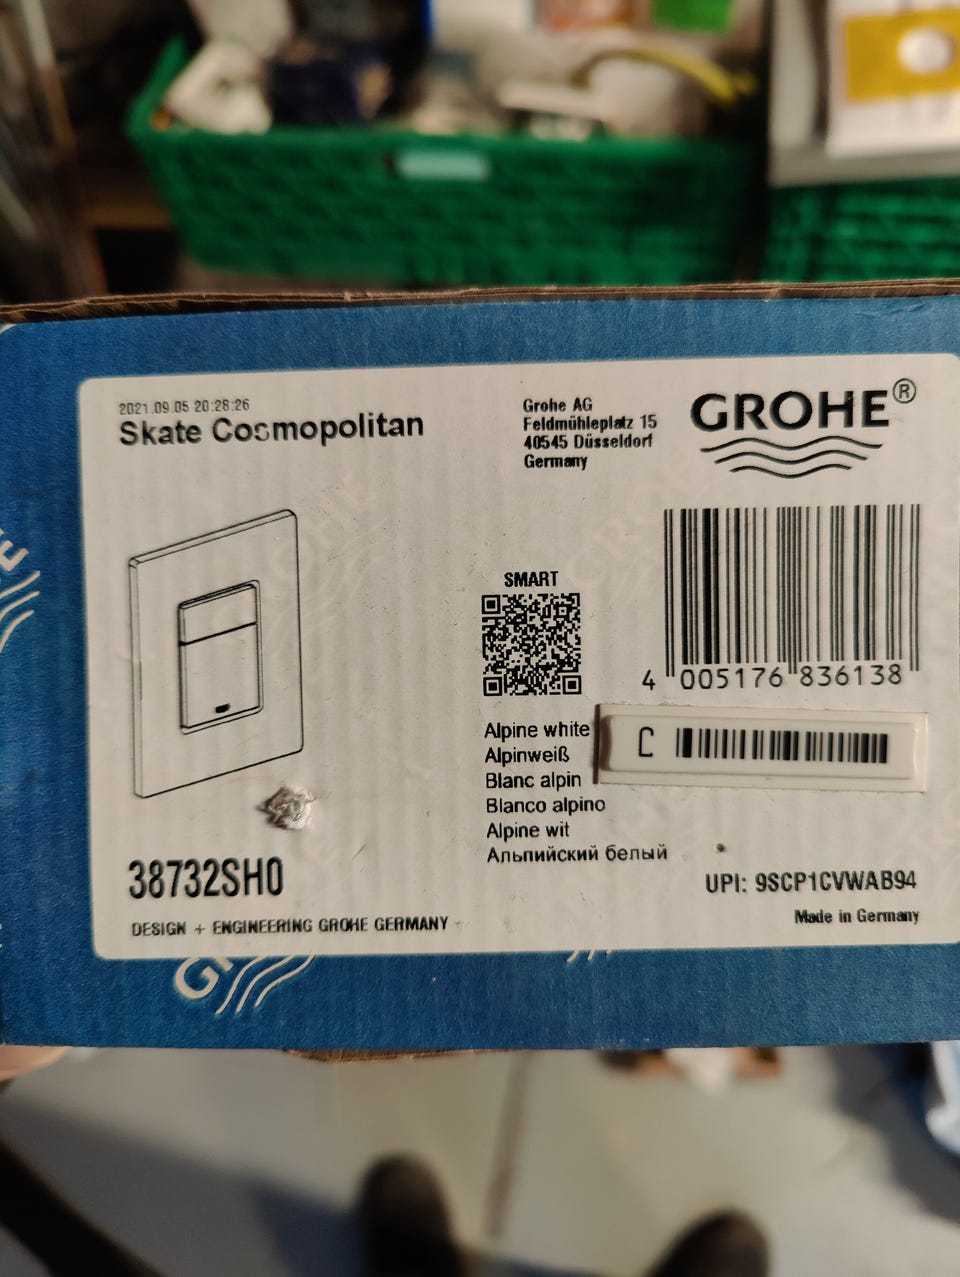 2021.09.05 20:28:26
Skate Cosmopolitan
Grohe AG
Feldmühleplatz 15
40545 Düsseldorf
Germany
GROHE®
SMART
4 005176 836138
Alpine white
Alpinweiß
Blanc alpin
Blanco alpino
Alpine wit
Альпийский белый
C
38732SH0
UPI: 9SCP1CVWAB94
DESIGN + ENGINEERING GROHE GERMANY
Made in Germany
G